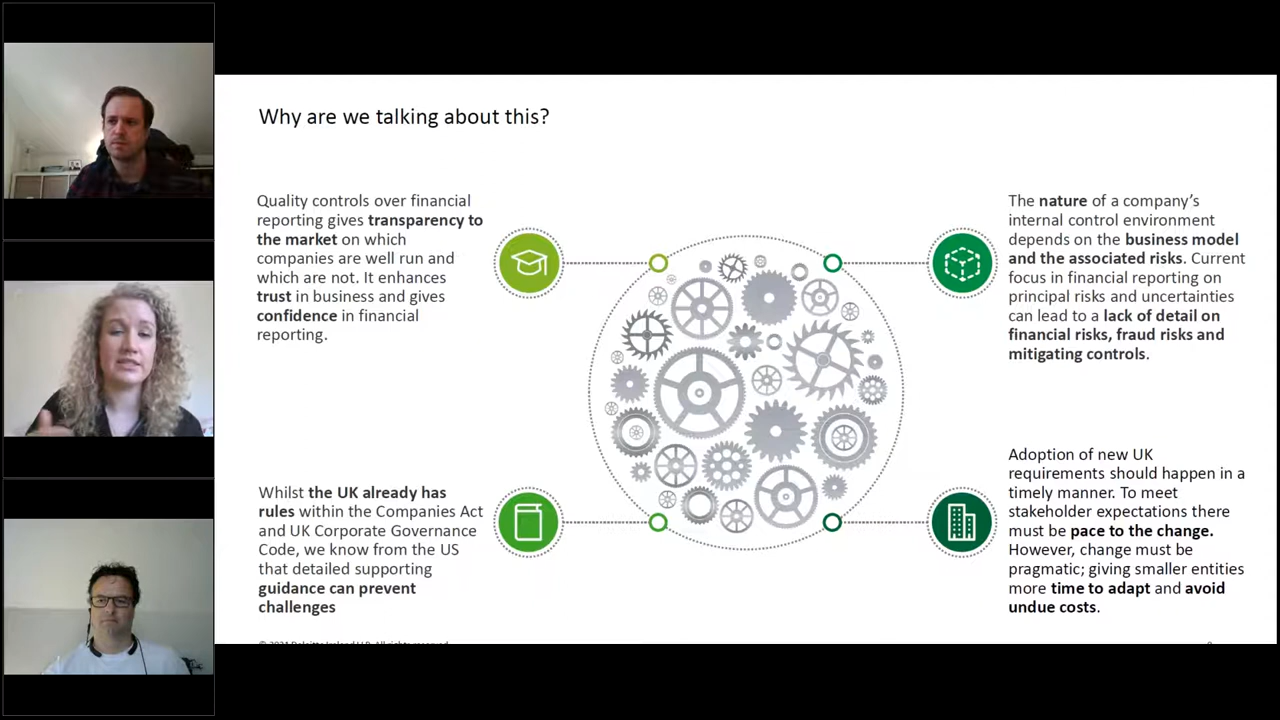 Why are we talking about this?
Quality controls over financial
reporting gives transparency to
the market on which
companies are well run and
which are not. It enhances
trust in business and gives
confidence in financial
reporting.
The nature of a company's
internal control environment
depends on the business model
and the associated risks. Current
focus in financial reporting on
principal risks and uncertainties
can lead to a lack of detail on
financial risks, fraud risks and
mitigating controls.
Whilst the UK already has
rules within the Companies Act
and UK Corporate Governance
Code, we know from the US
that detailed supporting
guidance can prevent
challenges
Adoption of new UK
requirements should happen in a
timely manner. To meet
stakeholder expectations there
must be pace to the change.
However, change must be
pragmatic; giving smaller entities
more time to adapt and avoid
undue costs.